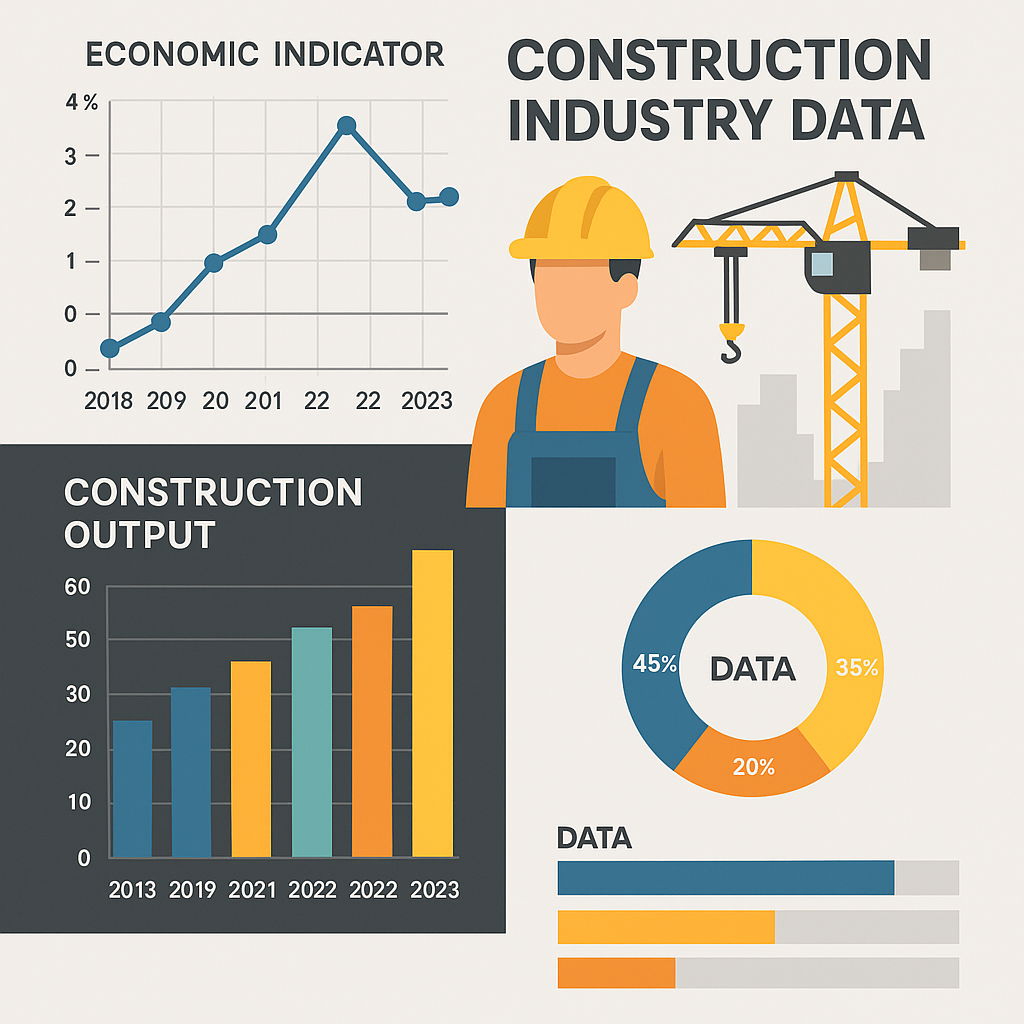 ECONOMIC INDICATOR
4 %
3
2
1
0
0
2018 209 20 201 22 22 2023
CONSTRUCTION
INDUSTRY DATA
CONSTRUCTION
OUTPUT
60
50
30
20
10
0
2013 2019 2021 2022 2022 2023
45%
DATA
35%
20%
DATA